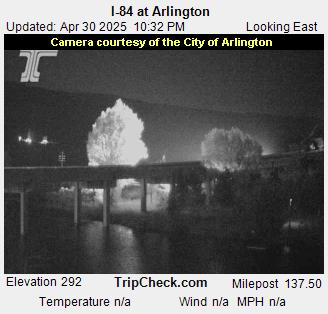 I-84 at Arlington
Updated: Apr 30 2025 10:32 PM Looking East
Camera courtesy of the City of Arlington
Elevation 292 TripCheck.com Milepost 137.50
Temperature n/a Wind n/a MPH n/a